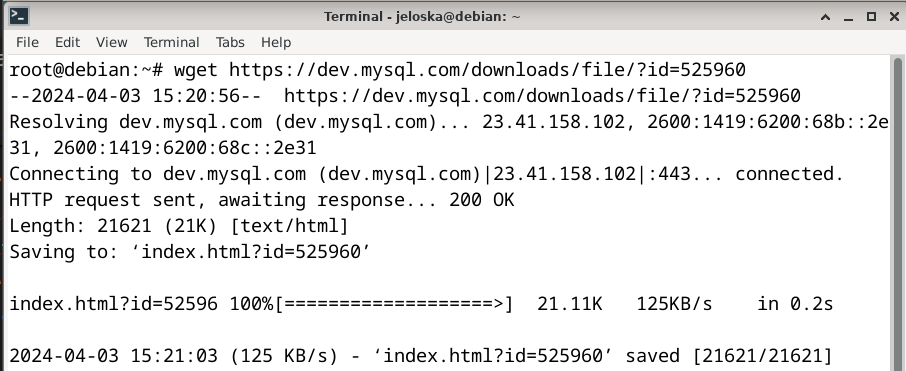 Terminal - jeloska@debian: ~
File Edit View Terminal Tabs Help
root@debian:~# wget https://dev.mysql.com/downloads/file/?id=525960
--2024-04-03 15:20:56--  https://dev.mysql.com/downloads/file/?id=525960
Resolving dev.mysql.com (dev.mysql.com)... 23.41.158.102, 2600:1419:6200:68b::2e
31, 2600:1419:6200:68c::2e31
Connecting to dev.mysql.com (dev.mysql.com)|23.41.158.102|:443... connected.
HTTP request sent, awaiting response... 200 OK
Length: 21621 (21K) [text/html]
Saving to: ‘index.html?id=525960’
index.html?id=52596 100%[===================>]  21.11K   125KB/s    in 0.2s
2024-04-03 15:21:03 (125 KB/s) - ‘index.html?id=525960’ saved [21621/21621]